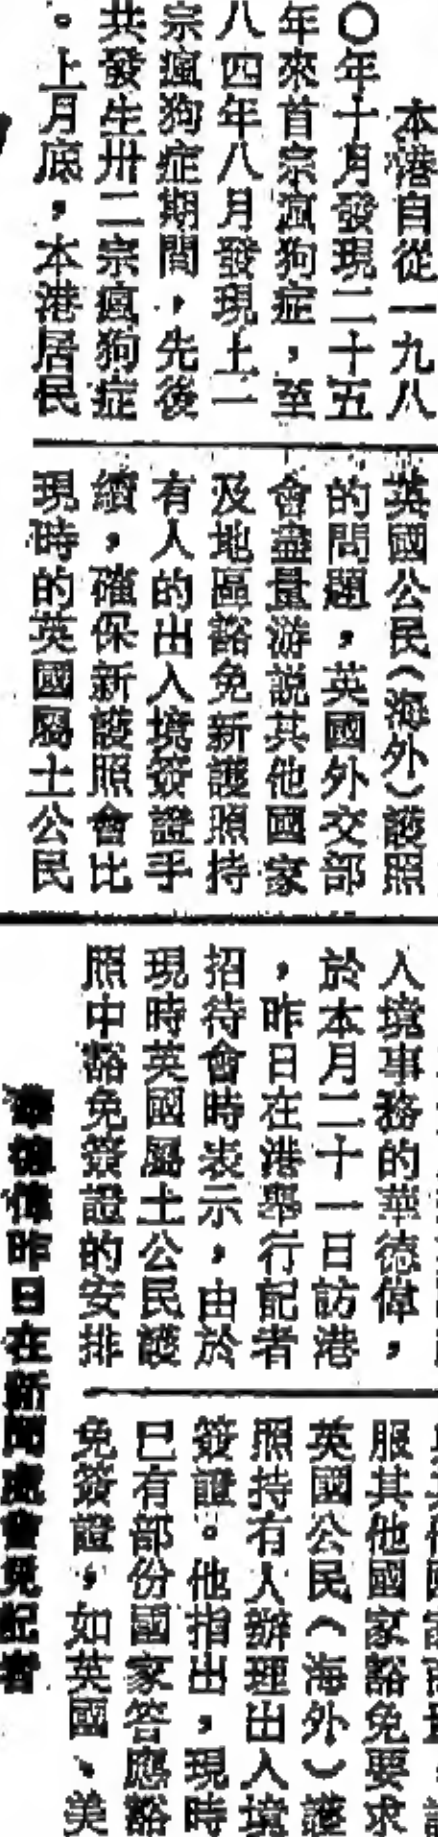 本港自從一九八
〇年十月發現二十五
年來首宗瘋狗症，至
八四年八月發現上一
宗瘋狗症期間，先後
共發生卅二宗瘋狗症
。上月底，本港居民
英國公民（海外）護照
的問題，英國外交部
會盡量游説其他國家
及地區豁免新護照持
有人的出入境簽證手
續，確保新護照會比
現時的英國屬土公民
人境事務的華德偉，
於本月二十一日訪港
，昨日在港舉行記者
招待會時表示，由於
現時英國屬土公民護
照中豁免簽證的安排
華德偉昨日在新聞處會見記者
服其他國家豁免要求
英國公民（海外）護
照持有人辦理出入境
簽證。他指出，現時
已有部份國家答應豁
免簽證，如英國、美